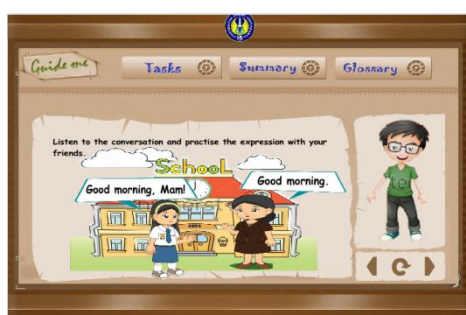 Guide me
Tasks
Summary
Glossary
Listen to the conversation and practise the expression with your
friends.
SchooL
Good morning, Mam!
Good morning.